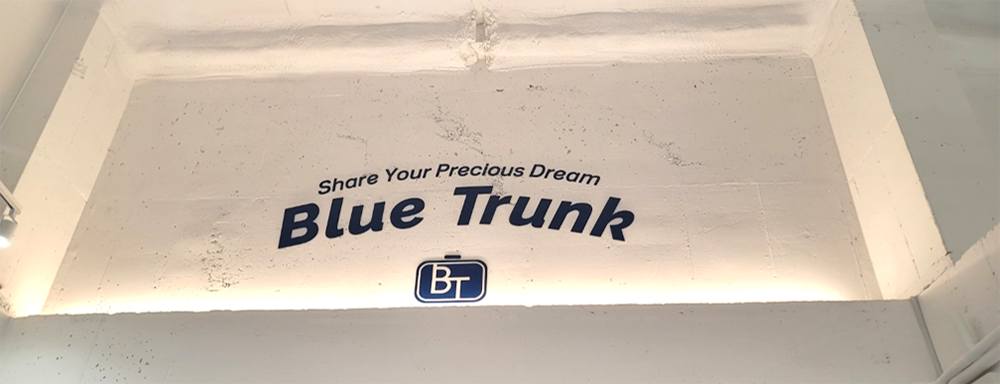 Share Your Precious Dream
Blue Trunk
BT